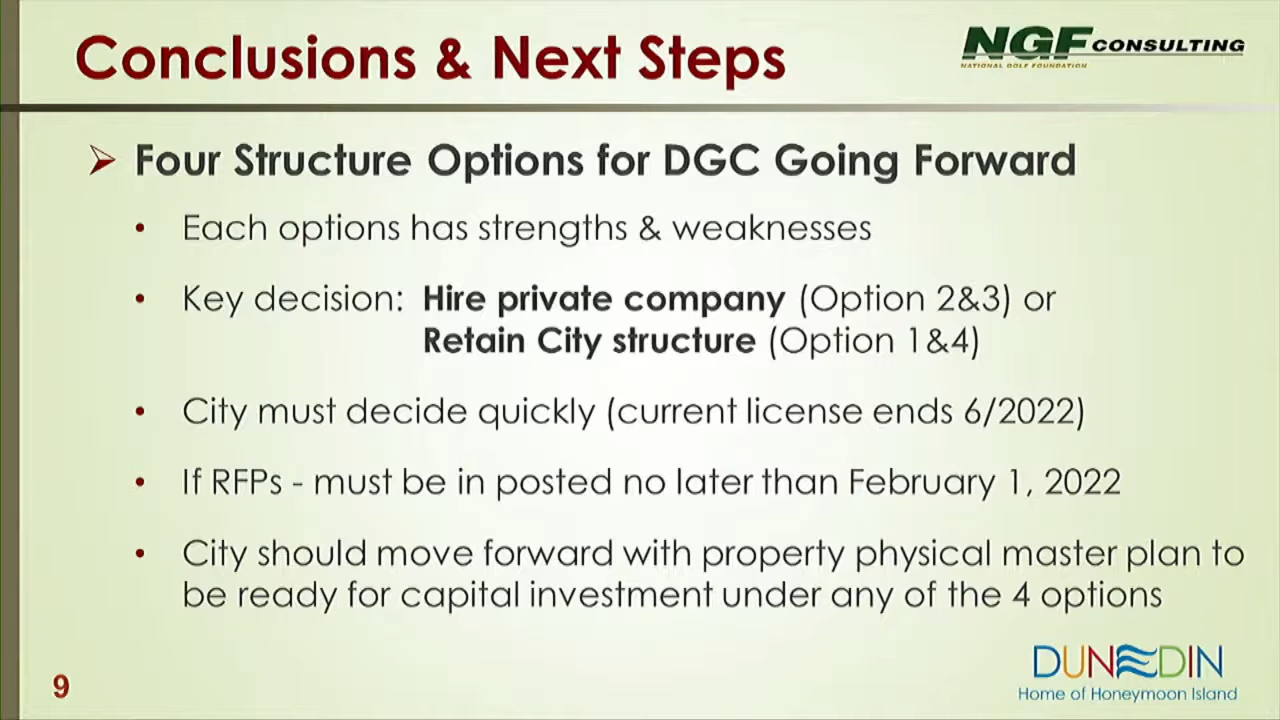 Conclusions & Next Steps
NGF CONSULTING
NATIONAL GOLF FOUNDATION
Four Structure Options for DGC Going Forward
• Each options has strengths & weaknesses
• Key decision: Hire private company (Option 2&3) or
Retain City structure (Option 1&4)
• City must decide quickly (current license ends 6/2022)
• If RFPs - must be in posted no later than February 1, 2022
• City should move forward with property physical master plan to
be ready for capital investment under any of the 4 options
DUNEDIN
Home of Honeymoon Island
9